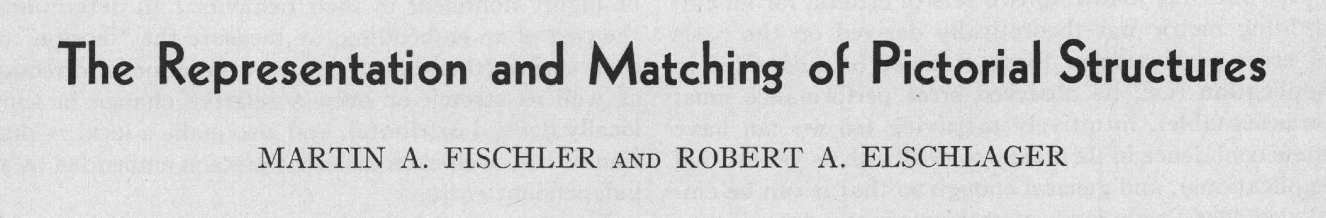 The Representation and Matching of Pictorial Structures
MARTIN A. FISCHLER AND ROBERT A. ELSCHLAGER